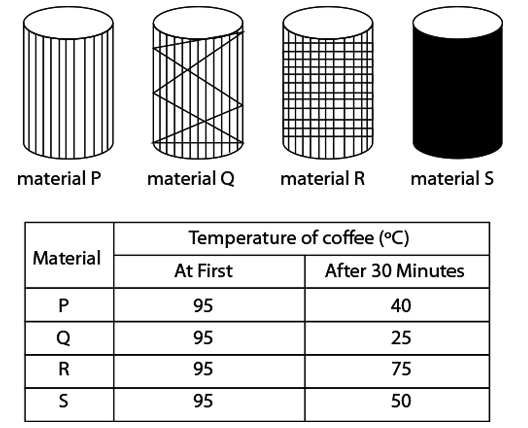 material P material Q material R material S
Material Temperature of coffee (ºC)
At First After 30 Minutes
P 95 40
Q 95 25
R 95 75
S 95 50